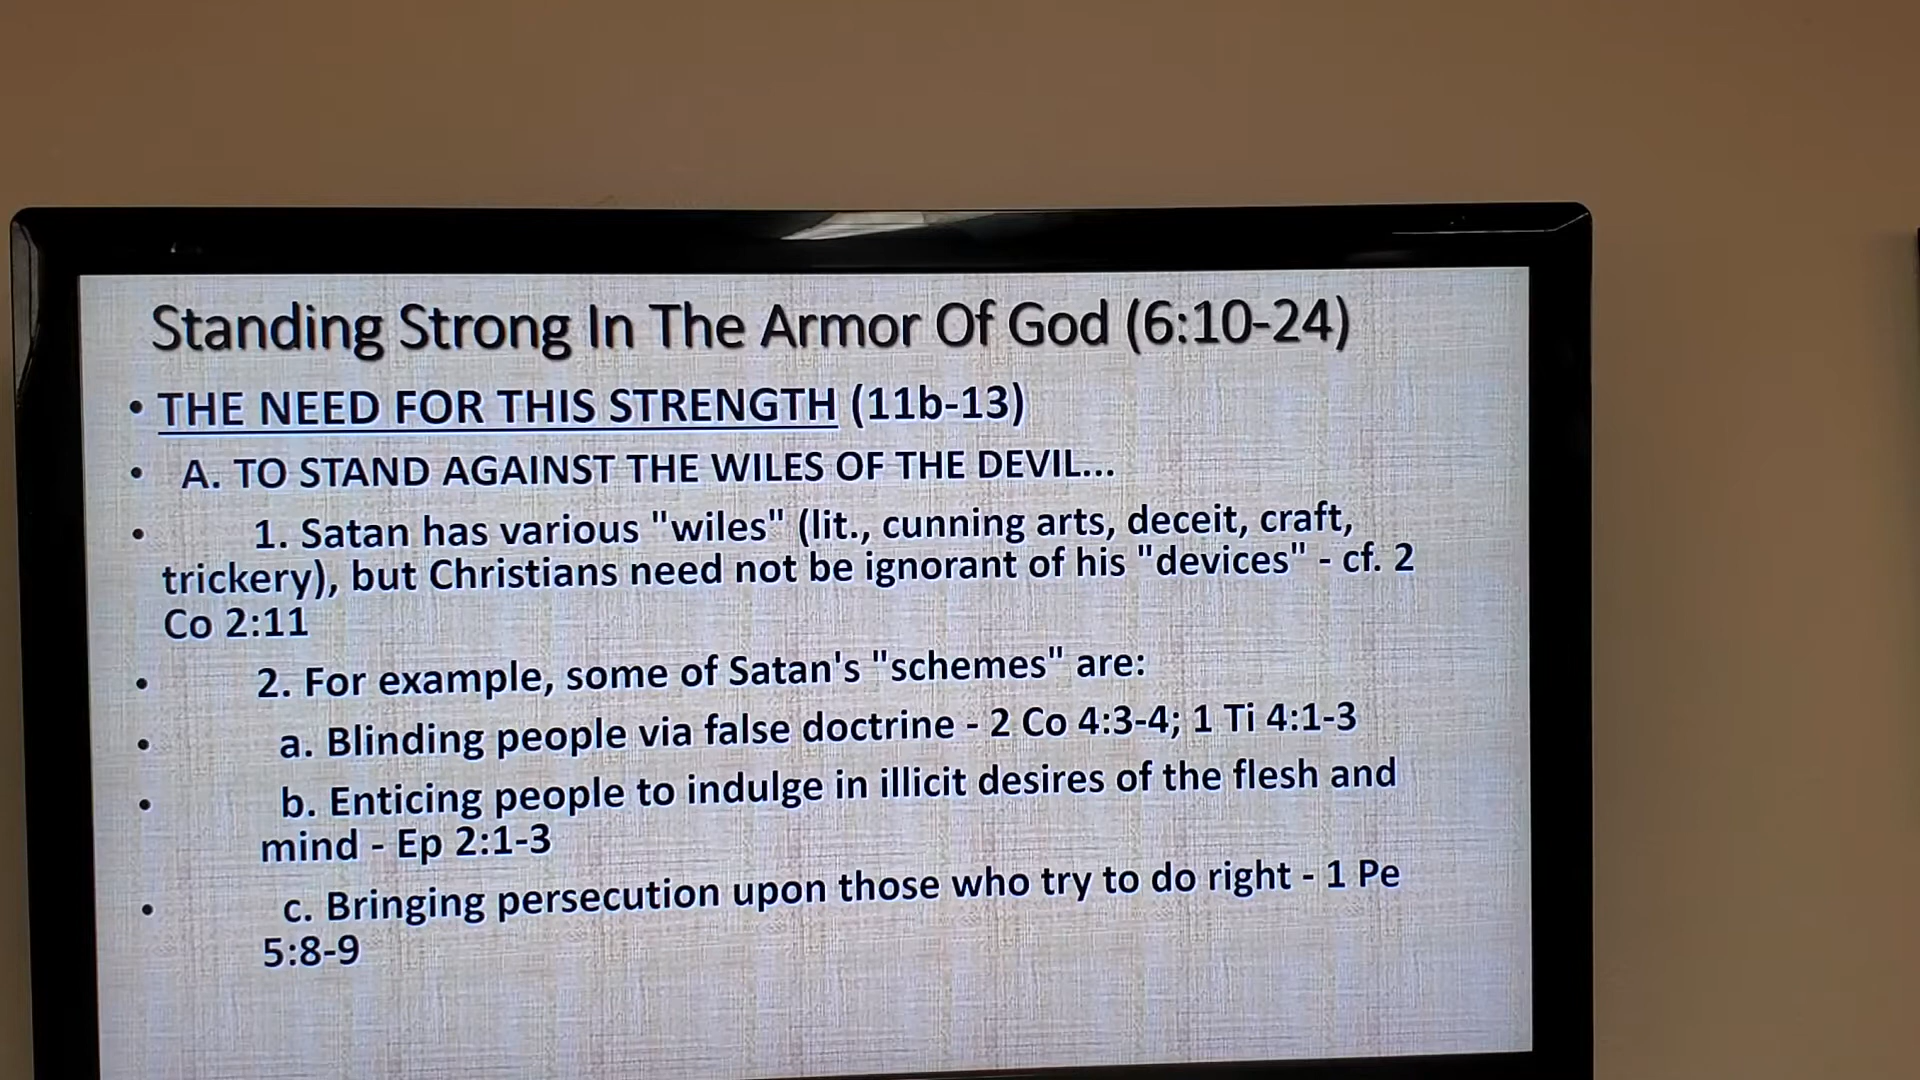 Standing Strong In The Armor Of God (6:10-24)
• THE NEED FOR THIS STRENGTH (11b-13)
• A. TO STAND AGAINST THE WILES OF THE DEVIL...
• 1. Satan has various "wiles" (lit., cunning arts, deceit, craft,
trickery), but Christians need not be ignorant of his "devices" - cf. 2
Co 2:11
• 2. For example, some of Satan's "schemes" are:
• a. Blinding people via false doctrine - 2 Co 4:3-4; 1 Ti 4:1-3
• b. Enticing people to indulge in illicit desires of the flesh and
mind - Ep 2:1-3
• c. Bringing persecution upon those who try to do right - 1 Pe
5:8-9